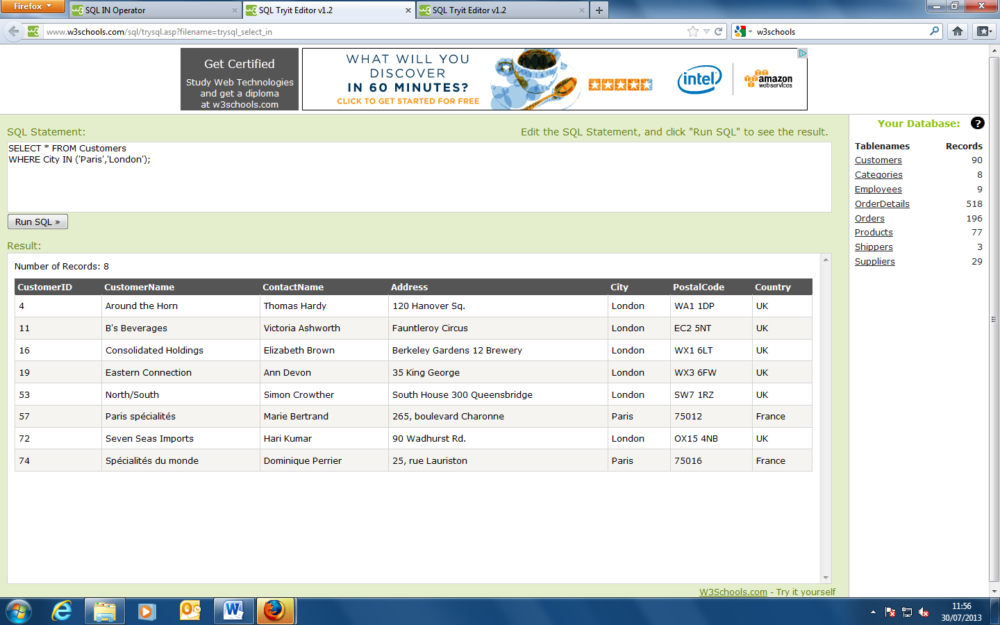 Firefox
SQL IN Operator
SQL Tryit Editor v1.2
SQL Tryit Editor v1.2
www.w3schools.com/sql/trysql.asp?filename=trysql_select_in
w3schools
Get Certified
Study Web Technologies
and get a diploma
at w3schools.com
WHAT WILL YOU
DISCOVER
IN 60 MINUTES?
CLICK TO GET STARTED FOR FREE
intel
amazon
web services
SQL Statement:
Edit the SQL Statement, and click "Run SQL" to see the result.
SELECT * FROM Customers
WHERE City IN ('Paris','London');
Run SQL »
Your Database: ?
Tablenames Records
Customers 90
Categories 8
Employees 9
OrderDetails 518
Orders 196
Products 77
Shippers 3
Suppliers 29
Result:
Number of Records: 8
CustomerID CustomerName ContactName Address City PostalCode Country
4 Around the Horn Thomas Hardy 120 Hanover Sq. London WA1 1DP UK
11 B's Beverages Victoria Ashworth Fauntleroy Circus London EC2 5NT UK
16 Consolidated Holdings Elizabeth Brown Berkeley Gardens 12 Brewery London WX1 6LT UK
19 Eastern Connection Ann Devon 35 King George London WX3 6FW UK
53 North/South Simon Crowther South House 300 Queensbridge London SW7 1RZ UK
57 Paris spécialités Marie Bertrand 265, boulevard Charonne Paris 75012 France
72 Seven Seas Imports Hari Kumar 90 Wadhurst Rd. London OX15 4NB UK
74 Spécialités du monde Dominique Perrier 25, rue Lauriston Paris 75016 France
W3Schools.com - Try it yourself
11:56
30/07/2013